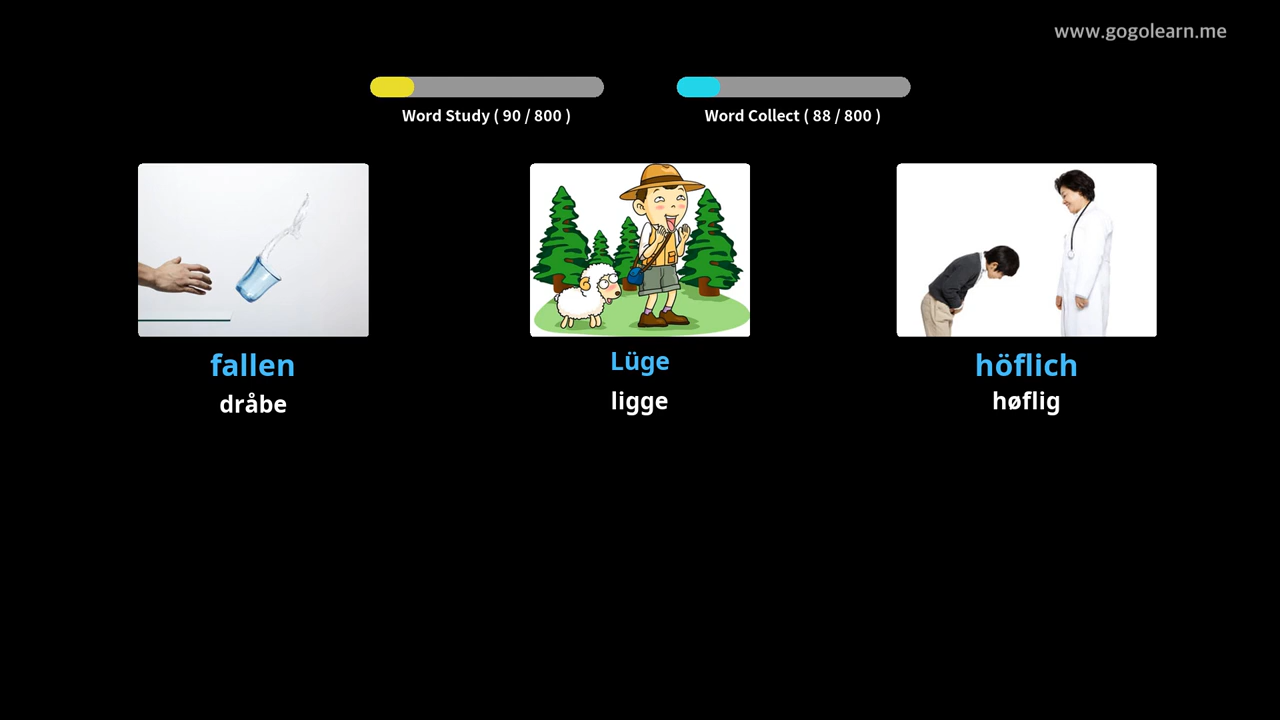 www.gogolearn.me
Word Study ( 90 / 800 )
Word Collect ( 88 / 800 )
fallen
dråbe
Lüge
ligge
höflich
høflig